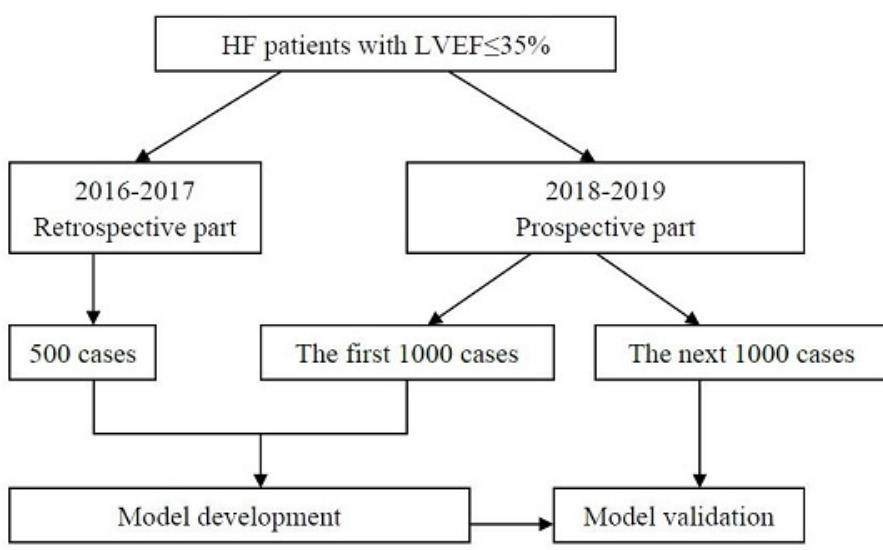 HF patients with LVEF≤35%
2016-2017
Retrospective part
2018-2019
Prospective part
500 cases
The first 1000 cases
The next 1000 cases
Model development
Model validation